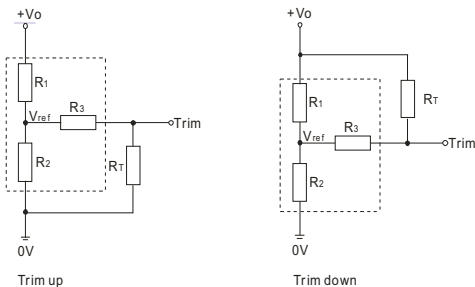 +Vo
R1
Vref
R3
Trim
R2
RT
0V
Trim up
+Vo
R1
RT
Vref
R3
Trim
R2
0V
Trim down